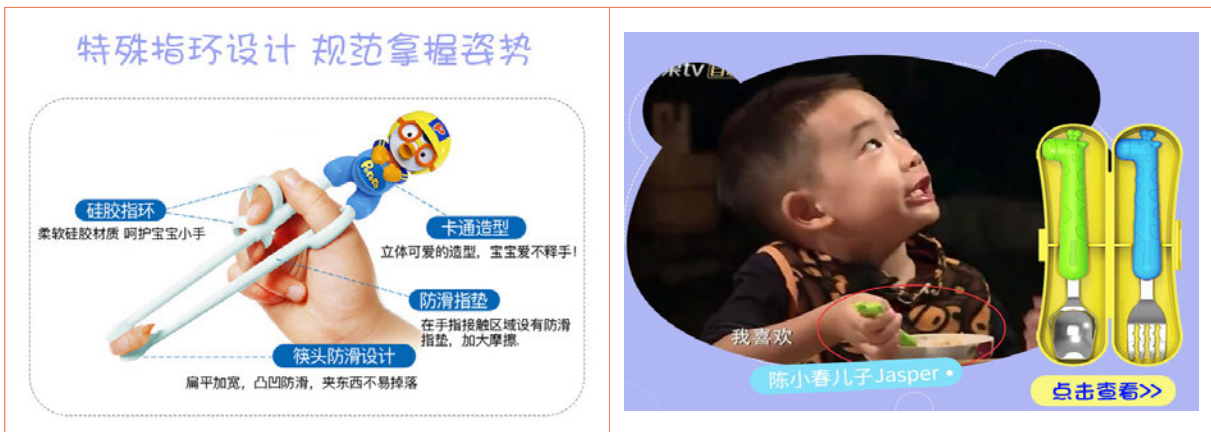 特殊指环设计 规范拿握姿势
硅胶指环
柔软硅胶材质 呵护宝宝小手
卡通造型
立体可爱的造型，宝宝爱不释手！
防滑指垫
在手指接触区域设有防滑
指垫，加大摩擦.
筷头防滑设计
扁平加宽，凸凹防滑，夹东西不易掉落
P
PORORO
tv
我喜欢
陈小春儿子Jasper
点击查看>>